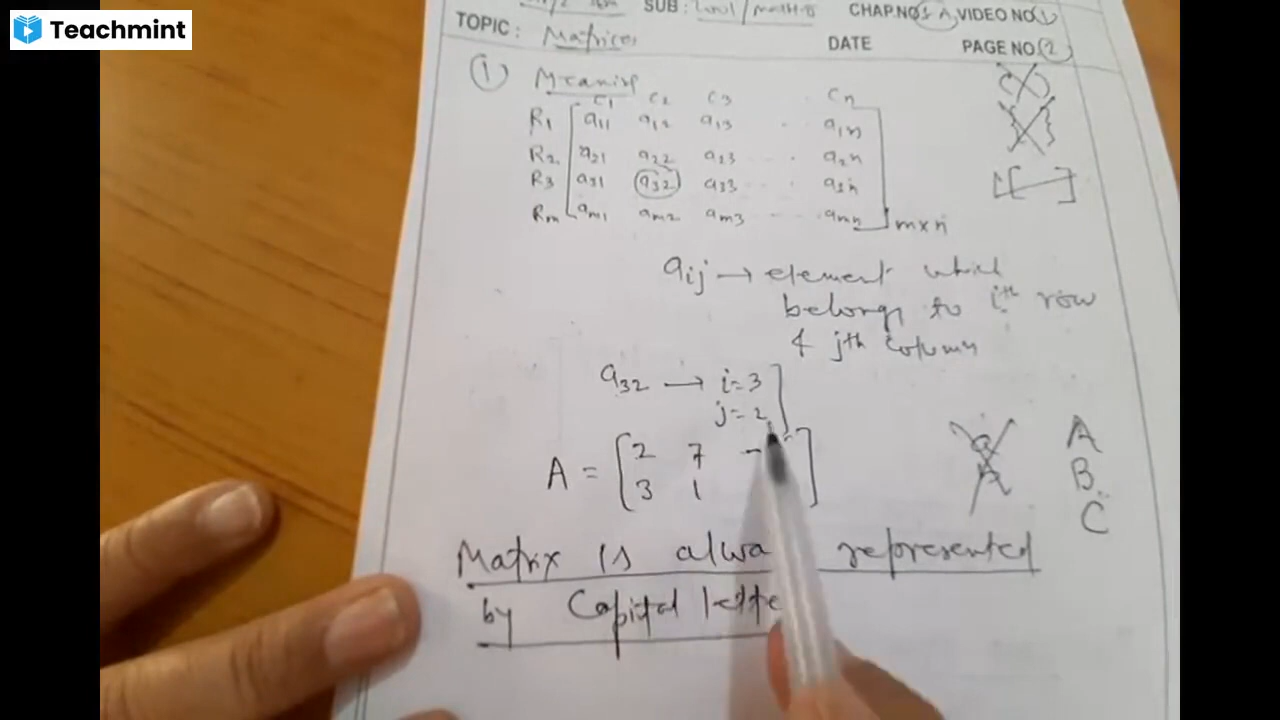 Teachmint
SUB: CHAP.NO. 1 A, VIDEO NO. 1
TOPIC: Matrices DATE PAGE NO. 2
1 Meaning
C1 C2 C3 . . Cn
R1 a11 a12 a13 . . a1n
R2 a21 a22 a23 . . a2n
R3 a31 a32 a33 . . a3n
Rm am1 am2 am3 . . amn m×n
aij → element which
belongs to ith row
& jth column
a32 → i=3
j=2
A = [ 2 7 -
3 1 ]
A
B
C
Matrix is represented
by Capital